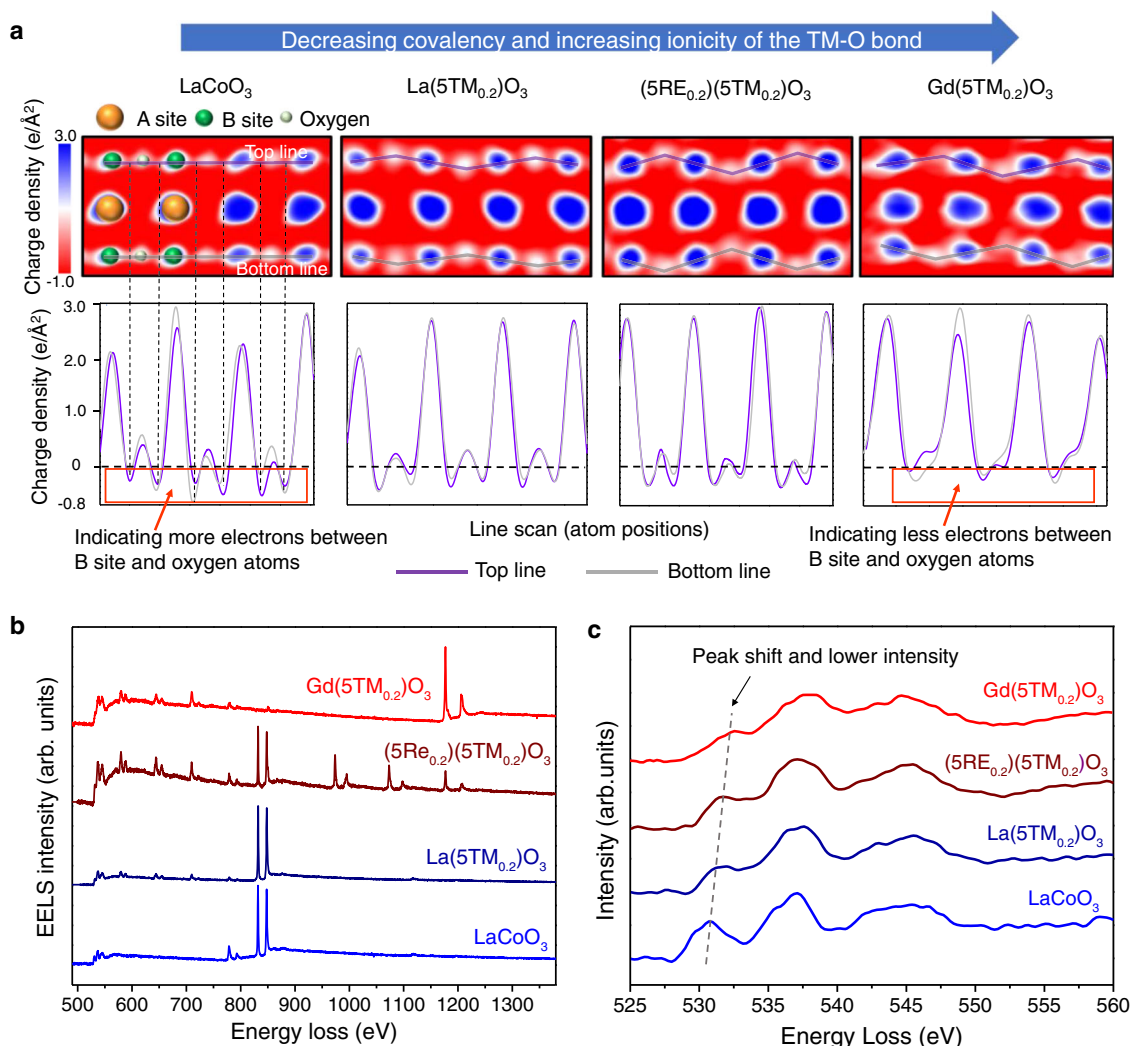 a
Decreasing covalency and increasing ionicity of the TM-O bond
LaCoO₃
La(5TM₀.₂)O₃
(5RE₀.₂)(5TM₀.₂)O₃
Gd(5TM₀.₂)O₃
A site
B site
Oxygen
Charge density (e/Å²)
3.0
-1.0
Top line
Bottom line
Charge density (e/Å²)
3.0
2.0
1.0
0
-0.8
Indicating more electrons between
B site and oxygen atoms
Line scan (atom positions)
Indicating less electrons between
B site and oxygen atoms
Top line
Bottom line
b
EELS intensity (arb. units)
Gd(5TM₀.₂)O₃
(5Re₀.₂)(5TM₀.₂)O₃
La(5TM₀.₂)O₃
LaCoO₃
500 600 700 800 900 1000 1100 1200 1300
Energy loss (eV)
c
Intensity (arb.units)
Peak shift and lower intensity
Gd(5TM₀.₂)O₃
(5RE₀.₂)(5TM₀.₂)O₃
La(5TM₀.₂)O₃
LaCoO₃
525 530 535 540 545 550 555 560
Energy Loss (eV)